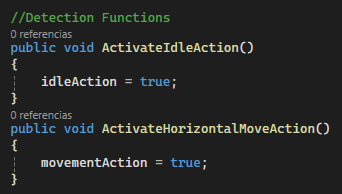 //Detection Functions
0 referencias
public void ActivateIdleAction()
{
    idleAction = true;
}
0 referencias
public void ActivateHorizontalMoveAction()
{
    movementAction = true;
}